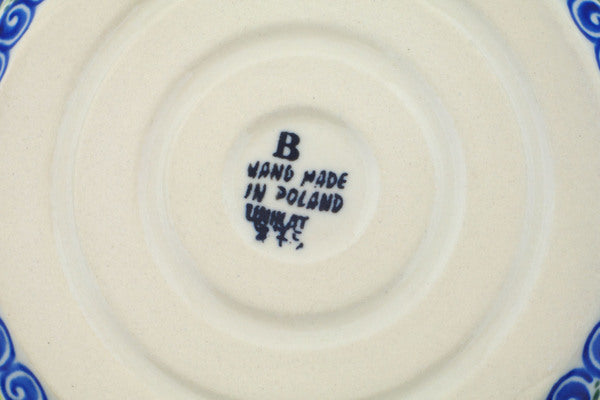 B
HAND MADE
IN POLAND
UNIKAT